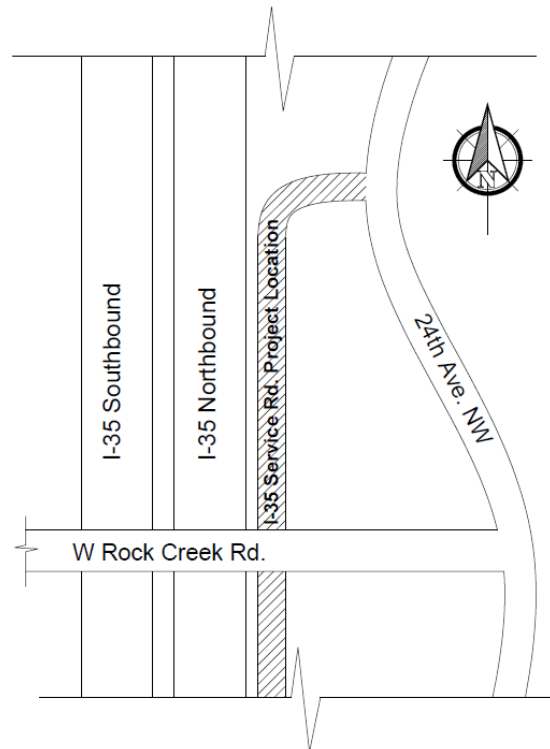 N
I-35 Southbound
I-35 Northbound
I-35 Service Rd. Project Location
24th Ave. NW
W Rock Creek Rd.